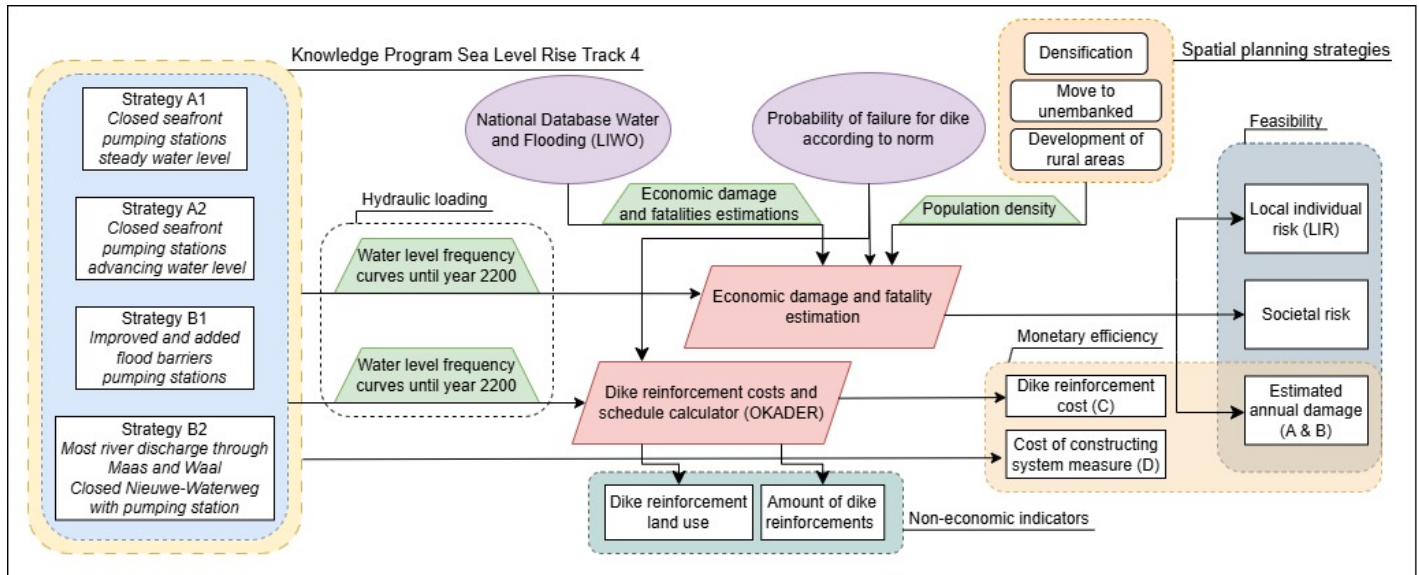 Knowledge Program Sea Level Rise Track 4
Strategy A1
Closed seafront
pumping stations
steady water level
Strategy A2
Closed seafront
pumping stations
advancing water level
Strategy B1
Improved and added
flood barriers
pumping stations
Strategy B2
Most river discharge through
Maas and Waal
Closed Nieuwe-Waterweg
with pumping station
Hydraulic loading
Water level frequency
curves until year 2200
Water level frequency
curves until year 2200
National Database Water
and Flooding (LIWO)
Probability of failure for dike
according to norm
Densification
Move to
unembanked
Development of
rural areas
Spatial planning strategies
Economic damage
and fatalities estimations
Population density
Economic damage and fatality
estimation
Dike reinforcement costs and
schedule calculator (OKADER)
Dike reinforcement
land use
Amount of dike
reinforcements
Non-economic indicators
Monetary efficiency
Dike reinforcement
cost (C)
Cost of constructing
system measure (D)
Feasibility
Local individual
risk (LIR)
Societal risk
Estimated
annual damage
(A & B)